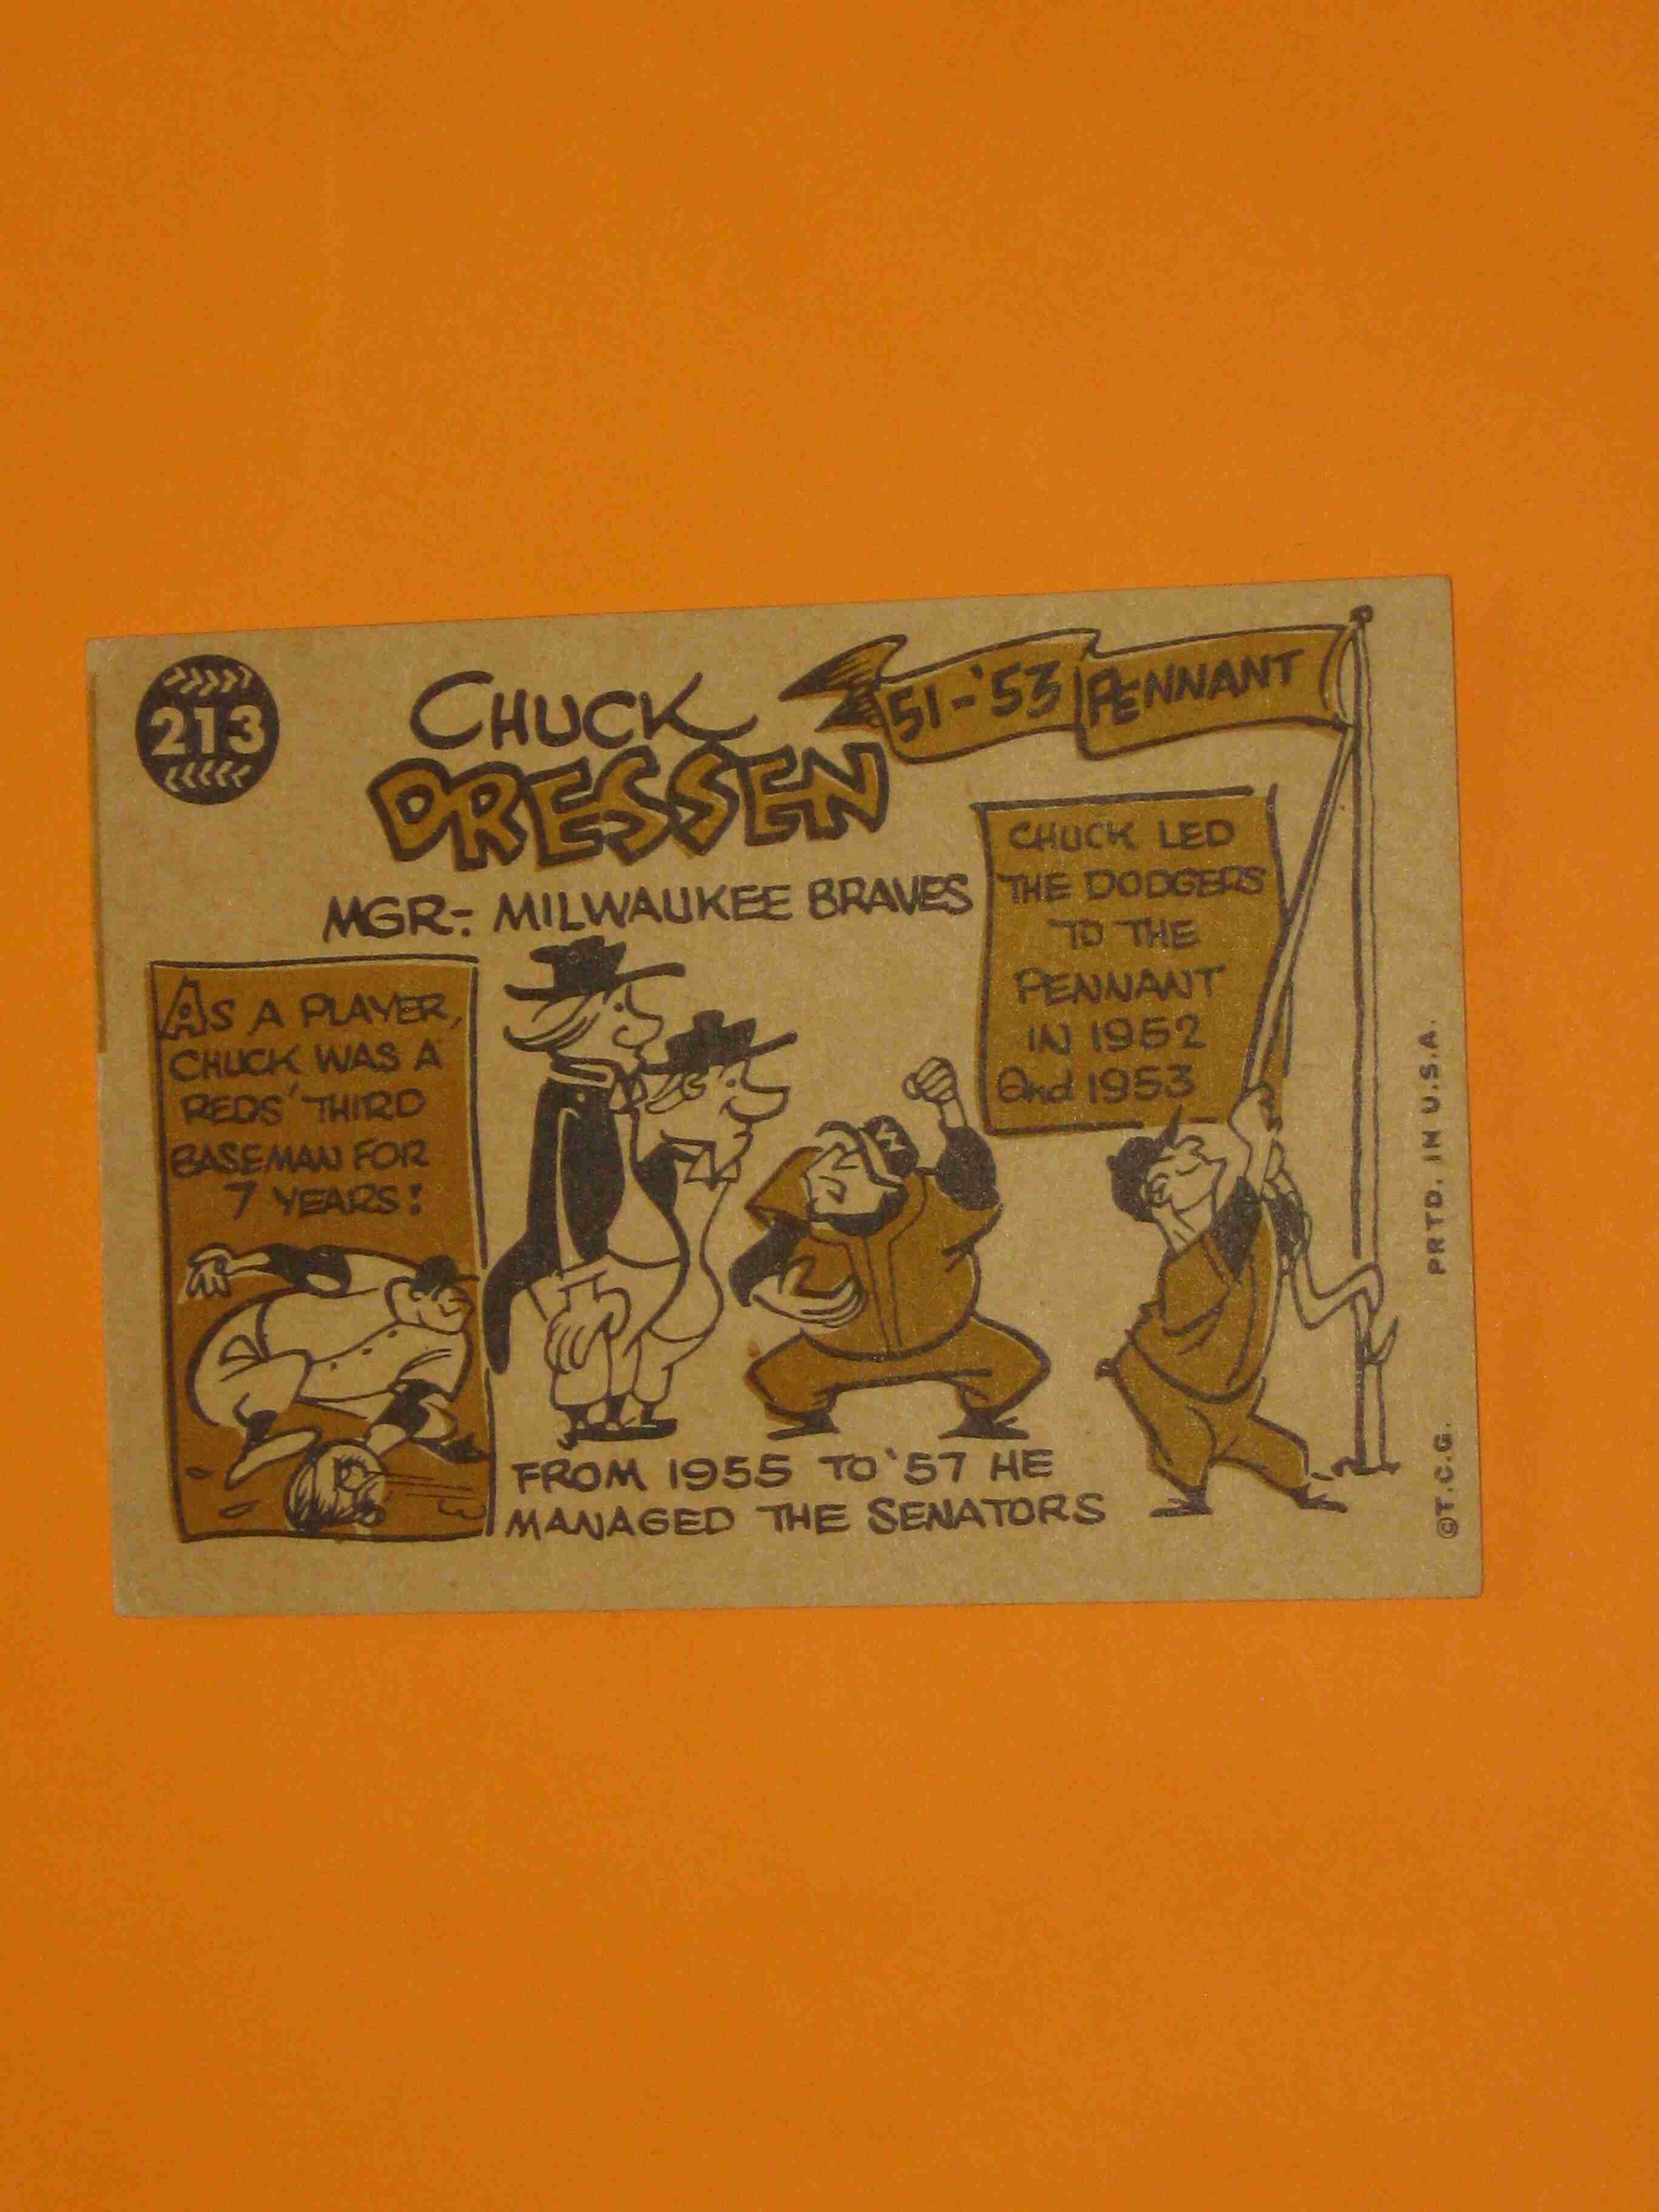 213
CHUCK
DRESSEN
MGR-: MILWAUKEE BRAVES
51-'53 PENNANT
CHUCK LED
THE DODGERS
TO THE
PENNANT
IN 1952
and 1953
AS A PLAYER,
CHUCK WAS A
REDS' THIRD
BASEMAN FOR
7 YEARS!
FROM 1955 TO '57 HE
MANAGED THE SENATORS
©T.C.G. PRTD. IN U.S.A.